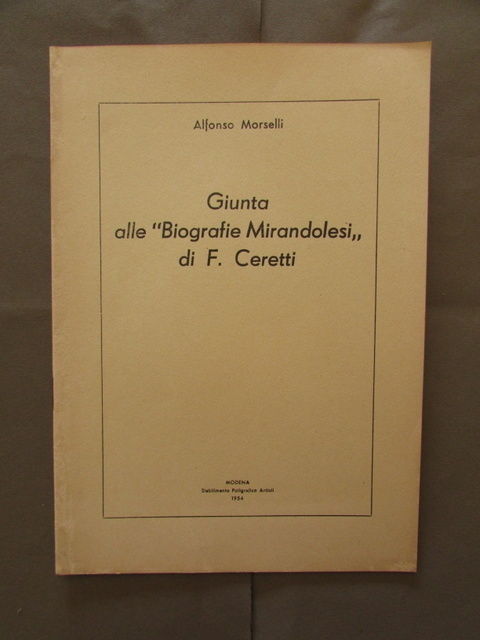 Alfonso Morselli
Giunta
alle "Biografie Mirandolesi„
di F. Ceretti
MODENA
Stabilimento Poligrafico Artioli
1954